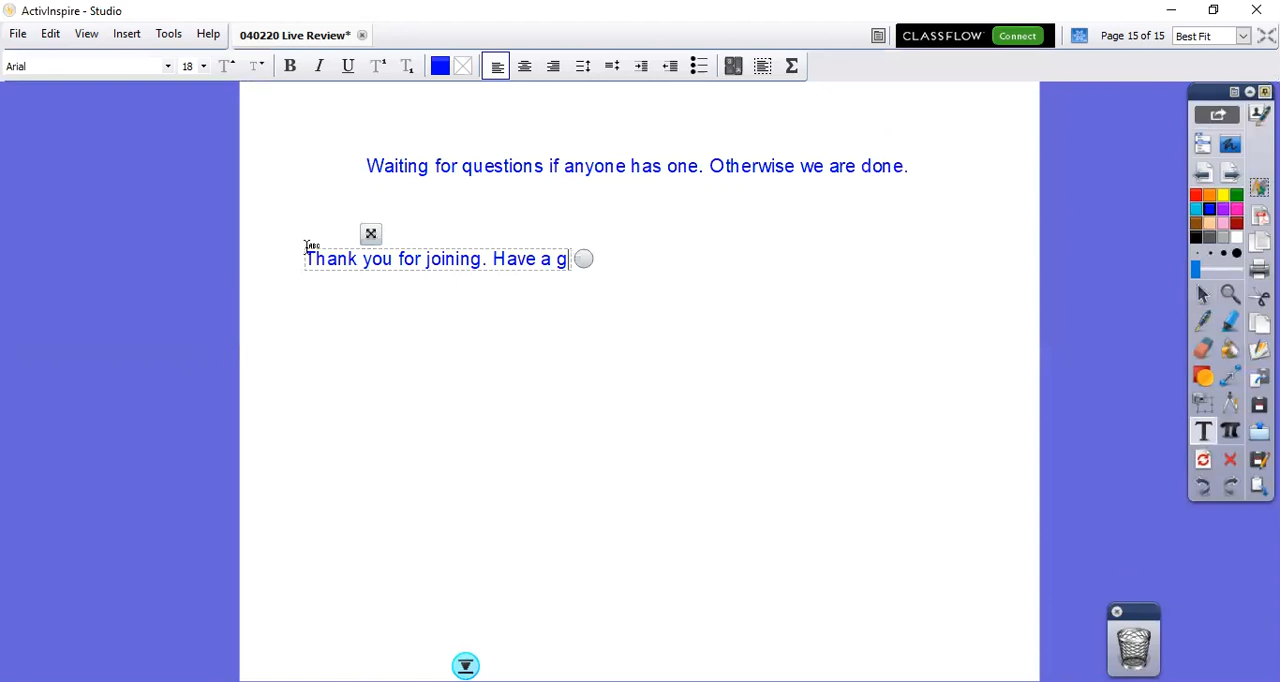 ActivInspire - Studio
File Edit View Insert Tools Help 040220 Live Review* CLASSFLOW Connect Page 15 of 15 Best Fit
Arial 18 B I U
Waiting for questions if anyone has one. Otherwise we are done.
ABC
Thank you for joining. Have a g